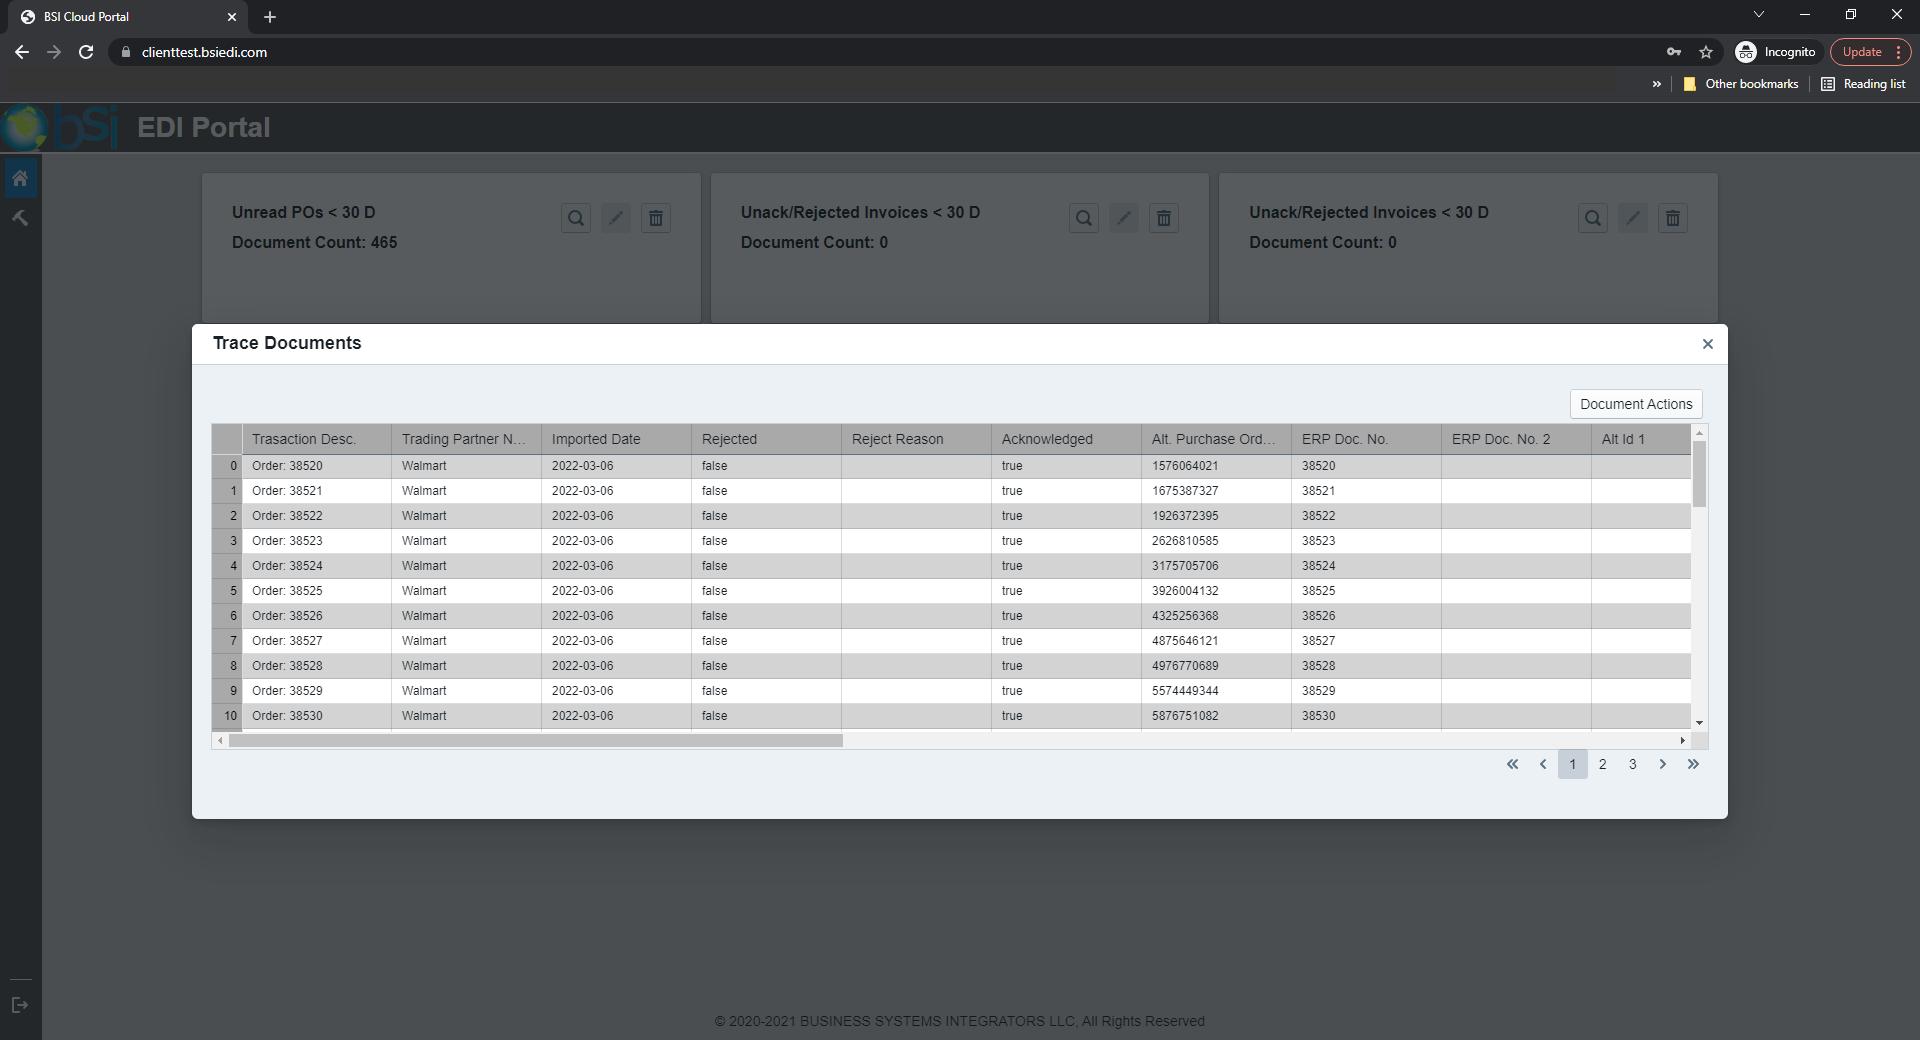 BSI Cloud Portal
clienttest.bsiedi.com
Incognito
Update
Other bookmarks
Reading list
bsi EDI Portal
Unread POs < 30 D
Document Count: 465
Unack/Rejected Invoices < 30 D
Document Count: 0
Unack/Rejected Invoices < 30 D
Document Count: 0
Trace Documents
Document Actions
Trasaction Desc. Trading Partner N... Imported Date Rejected Reject Reason Acknowledged Alt. Purchase Ord... ERP Doc. No. ERP Doc. No. 2 Alt Id 1
0 Order: 38520 Walmart 2022-03-06 false true 1576064021 38520
1 Order: 38521 Walmart 2022-03-06 false true 1675387327 38521
2 Order: 38522 Walmart 2022-03-06 false true 1926372395 38522
3 Order: 38523 Walmart 2022-03-06 false true 2626810585 38523
4 Order: 38524 Walmart 2022-03-06 false true 3175705706 38524
5 Order: 38525 Walmart 2022-03-06 false true 3926004132 38525
6 Order: 38526 Walmart 2022-03-06 false true 4325256368 38526
7 Order: 38527 Walmart 2022-03-06 false true 4875646121 38527
8 Order: 38528 Walmart 2022-03-06 false true 4976770689 38528
9 Order: 38529 Walmart 2022-03-06 false true 5574449344 38529
10 Order: 38530 Walmart 2022-03-06 false true 5876751082 38530
« ‹ 1 2 3 › »
© 2020-2021 BUSINESS SYSTEMS INTEGRATORS LLC, All Rights Reserved